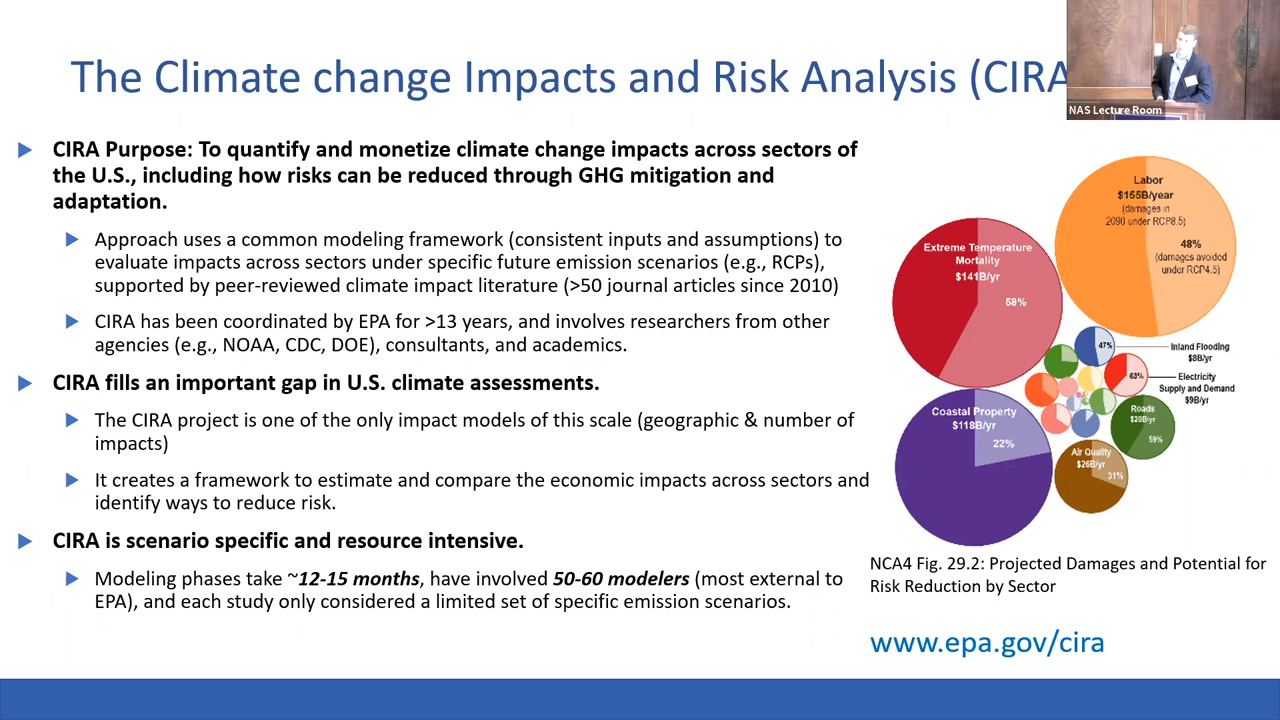 The Climate change Impacts and Risk Analysis (CIRA
NAS Lecture Room
CIRA Purpose: To quantify and monetize climate change impacts across sectors of
the U.S., including how risks can be reduced through GHG mitigation and
adaptation.
Approach uses a common modeling framework (consistent inputs and assumptions) to
evaluate impacts across sectors under specific future emission scenarios (e.g., RCPs),
supported by peer-reviewed climate impact literature (>50 journal articles since 2010)
CIRA has been coordinated by EPA for >13 years, and involves researchers from other
agencies (e.g., NOAA, CDC, DOE), consultants, and academics.
CIRA fills an important gap in U.S. climate assessments.
The CIRA project is one of the only impact models of this scale (geographic & number of
impacts)
It creates a framework to estimate and compare the economic impacts across sectors and
identify ways to reduce risk.
CIRA is scenario specific and resource intensive.
Modeling phases take ~12-15 months, have involved 50-60 modelers (most external to
EPA), and each study only considered a limited set of specific emission scenarios.
Labor
$155B/year
(damages in
2090 under RCP8.5)
48%
(damages avoided
under RCP4.5)
Extreme Temperature
Mortality
$141B/yr
58%
47%
Inland Flooding
$8B/yr
63%
Electricity
Supply and Demand
$9B/yr
Coastal Property
$118B/yr
22%
Roads
$20B/yr
59%
Air Quality
$26B/yr
31%
NCA4 Fig. 29.2: Projected Damages and Potential for
Risk Reduction by Sector
www.epa.gov/cira